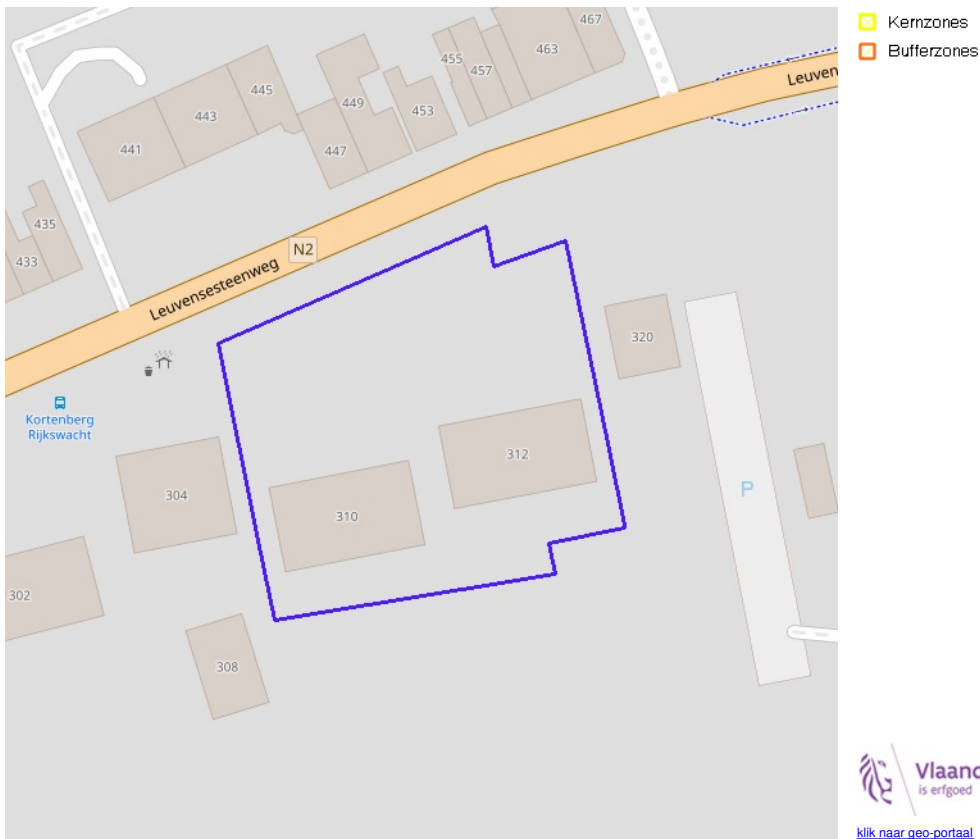 Kernzones
Bufferzones
467
463
455
457
445
449
453
443
441
447
Leuven
435
433
N2
Leuvensesteenweg
320
Kortenberg
Rijkswacht
312
304
310
P
302
308
Vlaand
is erfgoed
klik naar geo-portaal